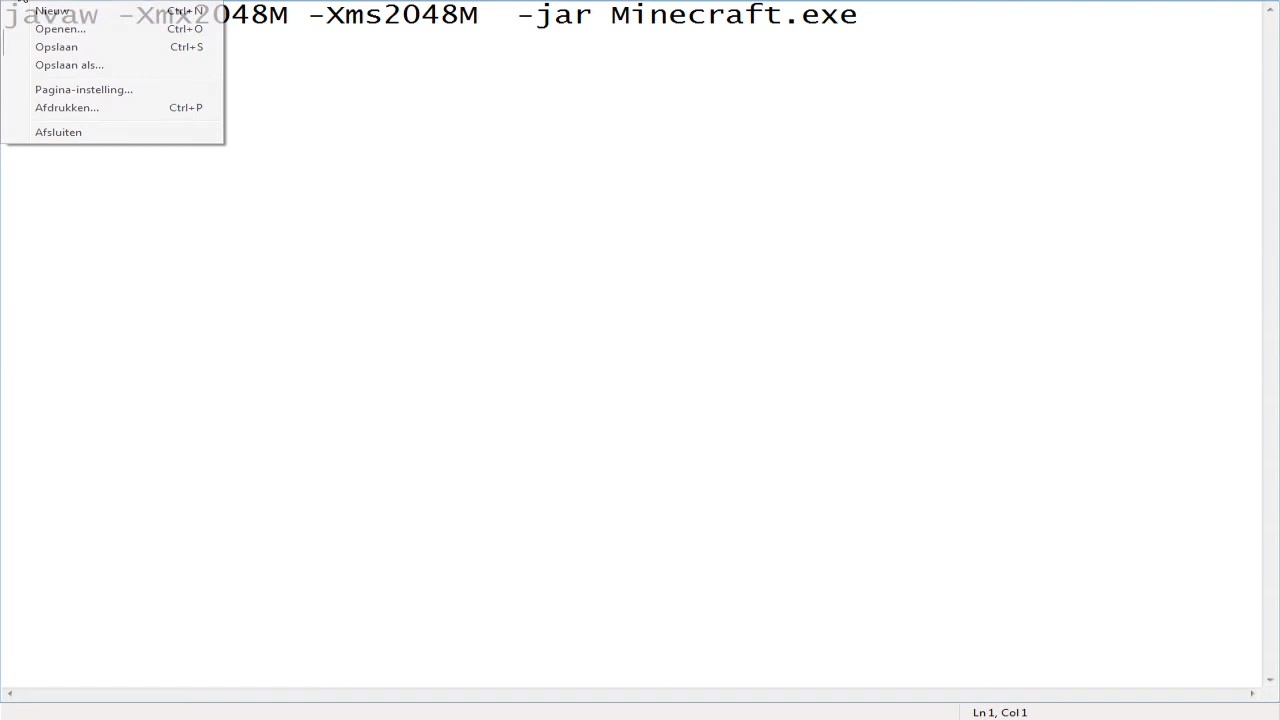 javaw -Xmx2048M -Xms2048M  -jar Minecraft.exe
Nieuw Ctrl+N
Openen... Ctrl+O
Opslaan Ctrl+S
Opslaan als...
Pagina-instelling...
Afdrukken... Ctrl+P
Afsluiten
Ln 1, Col 1